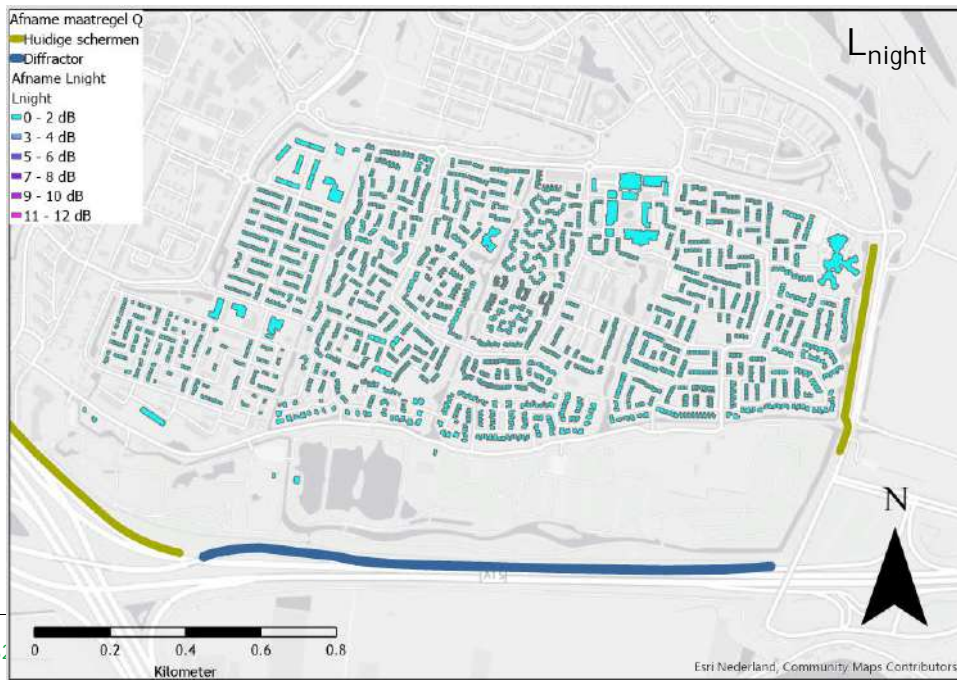 Afname maatregel Q
Huidige schermen
Diffractor
Afname Lnight
Lnight
0 - 2 dB
3 - 4 dB
5 - 6 dB
7 - 8 dB
9 - 10 dB
11 - 12 dB
Lnight
N
A15
0 0.2 0.4 0.6 0.8
Kilometer
Esri Nederland, Community Maps Contributors